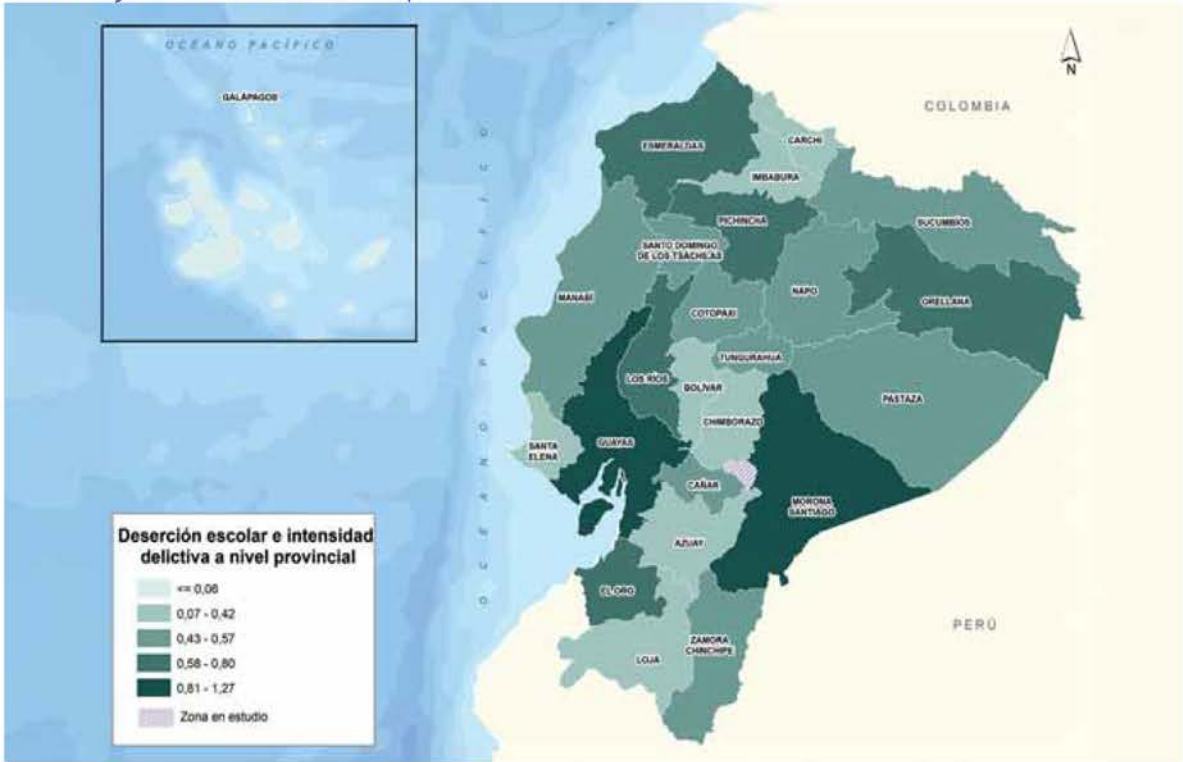 OCÉANO PACÍFICO
GALÁPAGOS
N
COLOMBIA
ESMERALDAS
CARCHI
IMBABURA
PICHINCHA
SUCUMBÍOS
SANTO DOMINGO
DE LOS TSÁCHILAS
MANABÍ
NAPO
ORELLANA
COTOPAXI
TUNGURAHUA
LOS RÍOS
BOLÍVAR
PASTAZA
CHIMBORAZO
SANTA
ELENA
GUAYAS
CAÑAR
MORONA
SANTIAGO
AZUAY
EL ORO
ZAMORA
CHINCHIPE
LOJA
PERÚ
OCEANO PACIFICO
Deserción escolar e intensidad
delictiva a nivel provincial
<= 0,06
0,07 - 0,42
0,43 - 0,57
0,58 - 0,80
0,81 - 1,27
Zona en estudio